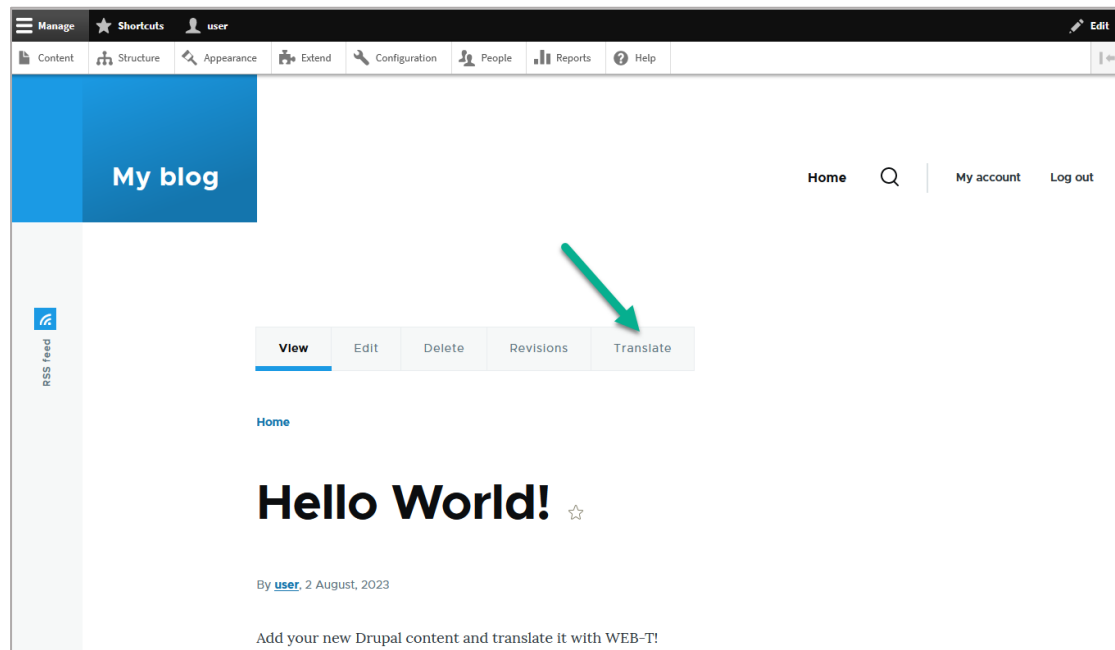 Manage Shortcuts user Edit
Content Structure Appearance Extend Configuration People Reports Help
My blog
Home My account Log out
RSS feed
View Edit Delete Revisions Translate
Home
Hello World!
By user, 2 August, 2023
Add your new Drupal content and translate it with WEB-T!